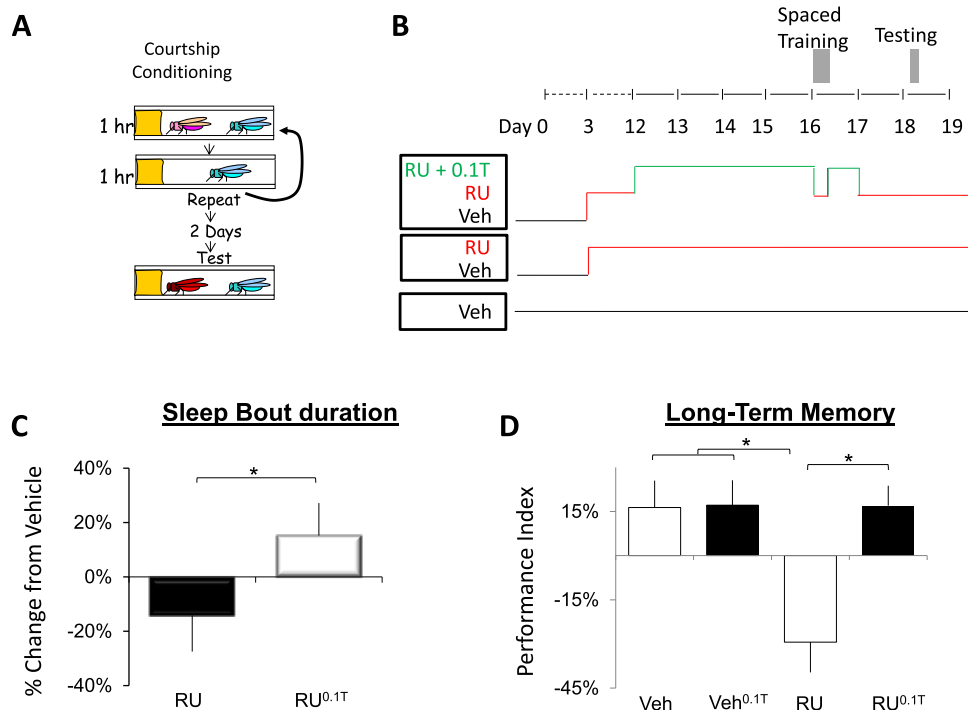 A
Courtship
Conditioning
1 hr
1 hr
Repeat
2 Days
Test
B
Spaced
Training
Testing
Day 0 3 12 13 14 15 16 17 18 19
RU + 0.1T
RU
Veh
RU
Veh
Veh
C
Sleep Bout duration
% Change from Vehicle
40%
20%
0%
-20%
-40%
*
RU RU0.1T
D
Long-Term Memory
Performance Index
15%
-15%
-45%
*
*
Veh Veh0.1T RU RU0.1T